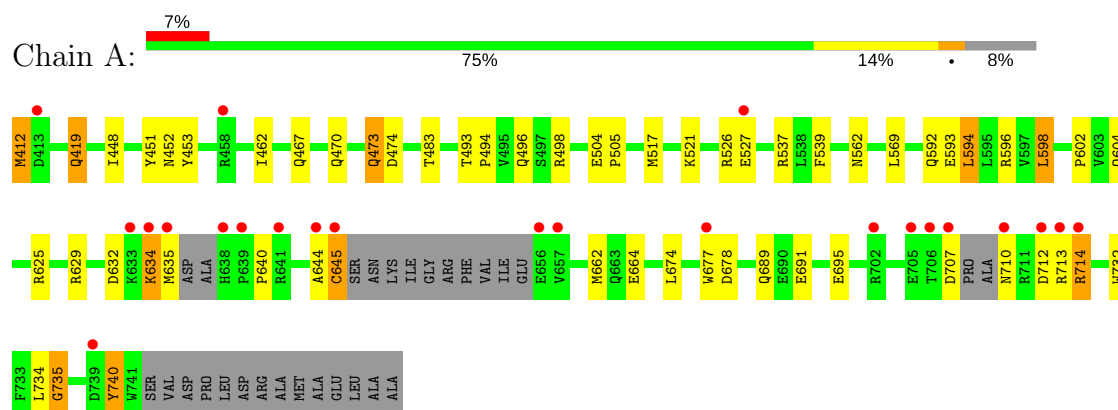 7%
Chain A:
75% 14% • 8%
M412 D413 Q419 I448 Y451 N452 Y453 R458 I462 Q467 Q470 Q473 D474 T483 T493 P494 V495 Q496 S497 R498 E504 P505 M517 K521 R526 E527 R537 L538 F539 N562 L569 Q592 E593 L594 L595 R596 V597 L598 P602 V603
R625 R629 D632 K633 K634 M635 ASP ALA H638 P639 P640 R641 A644 C645 SER ASN LYS ILE GLY ARG PHE VAL ILE GLU E656 V657 M662 Q663 E664 L674 W677 D678 Q689 E690 E691 E695 R702 E705 T706 D707 PRO ALA N710 R711 D712 R713 R714 W732
F733 L734 G735 D739 Y740 W741 SER VAL ASP PRO LEU ASP ARG ALA MET ALA GLU LEU ALA ALA